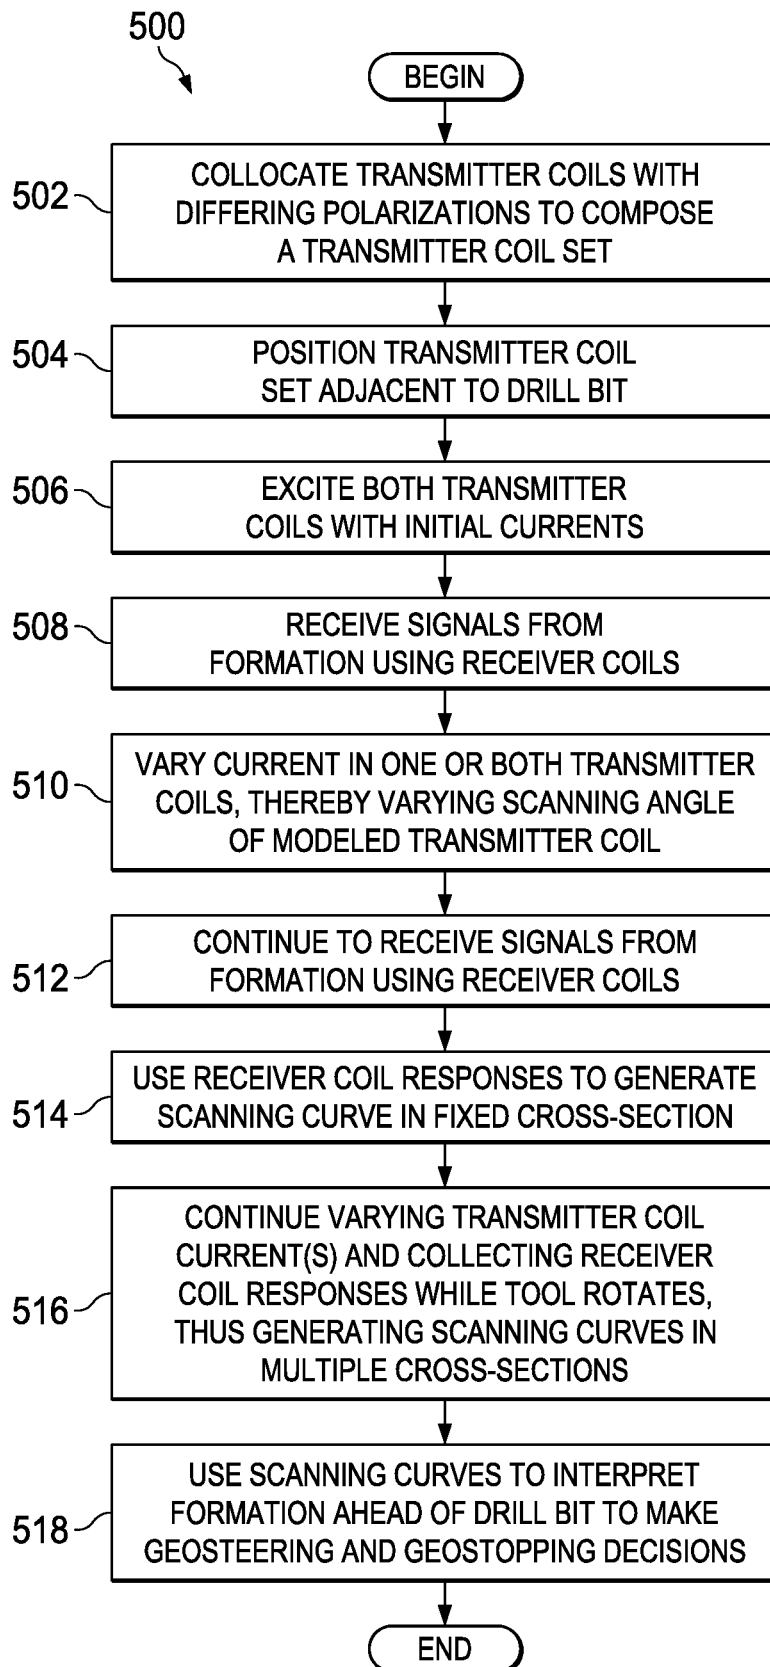 500
BEGIN
502
COLLOCATE TRANSMITTER COILS WITH
DIFFERING POLARIZATIONS TO COMPOSE
A TRANSMITTER COIL SET
504
POSITION TRANSMITTER COIL
SET ADJACENT TO DRILL BIT
506
EXCITE BOTH TRANSMITTER
COILS WITH INITIAL CURRENTS
508
RECEIVE SIGNALS FROM
FORMATION USING RECEIVER COILS
510
VARY CURRENT IN ONE OR BOTH TRANSMITTER
COILS, THEREBY VARYING SCANNING ANGLE
OF MODELED TRANSMITTER COIL
512
CONTINUE TO RECEIVE SIGNALS FROM
FORMATION USING RECEIVER COILS
514
USE RECEIVER COIL RESPONSES TO GENERATE
SCANNING CURVE IN FIXED CROSS-SECTION
516
CONTINUE VARYING TRANSMITTER COIL
CURRENT(S) AND COLLECTING RECEIVER
COIL RESPONSES WHILE TOOL ROTATES,
THUS GENERATING SCANNING CURVES IN
MULTIPLE CROSS-SECTIONS
518
USE SCANNING CURVES TO INTERPRET
FORMATION AHEAD OF DRILL BIT TO MAKE
GEOSTEERING AND GEOSTOPPING DECISIONS
END